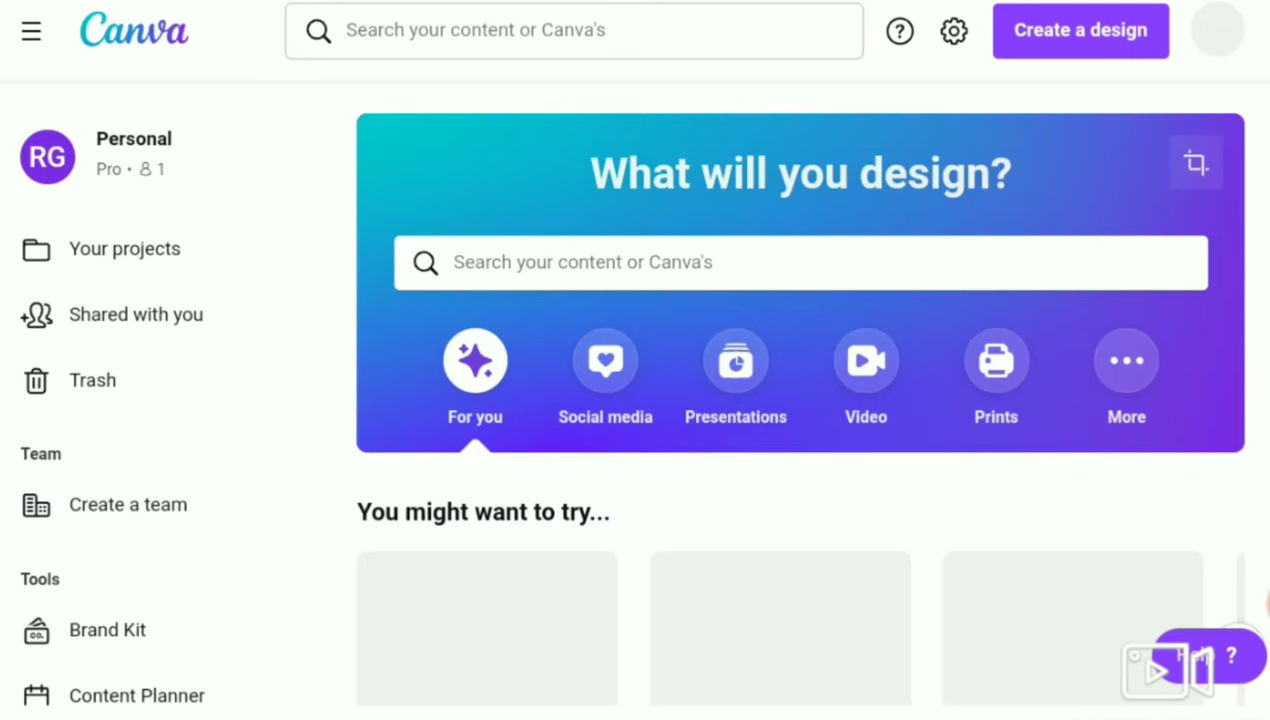 Canva
Search your content or Canva's
Create a design
RG
Personal
Pro • 1
Your projects
Shared with you
Trash
Team
Create a team
Tools
Brand Kit
Content Planner
What will you design?
Search your content or Canva's
For you
Social media
Presentations
Video
Prints
More
You might want to try...
CO.
?